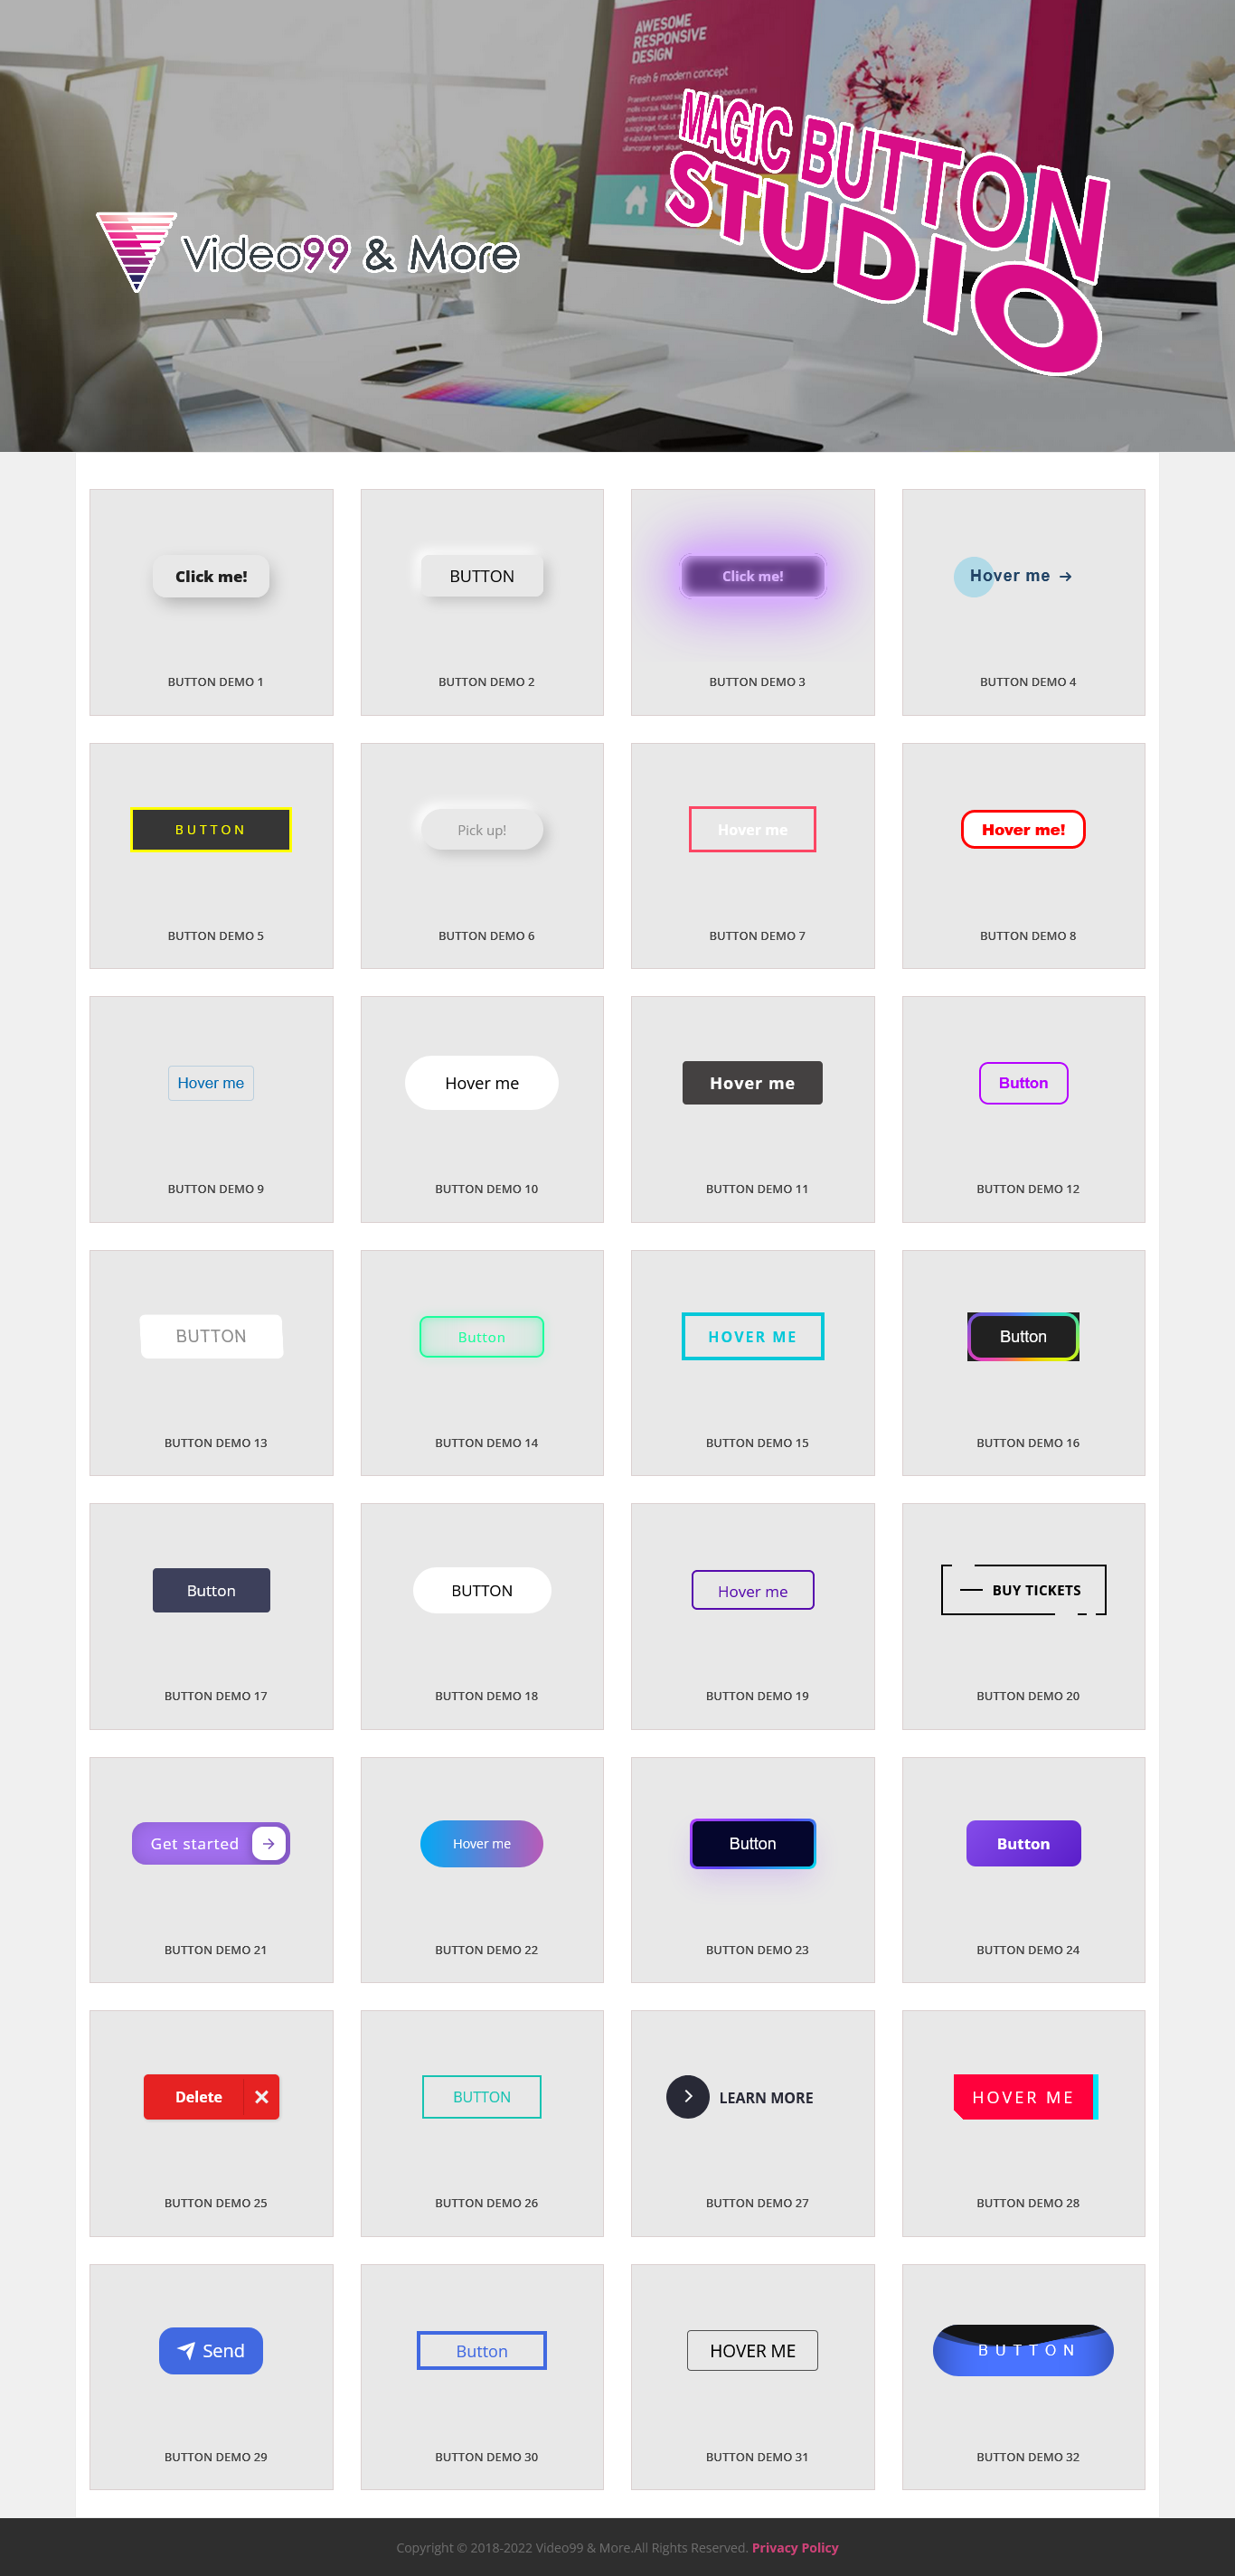 AWESOME
RESPONSIVE
DESIGN
Fresh & modern concept
MAGIC BUTTON
STUDIO
Video99 & More
Click me!
BUTTON
Click me!
Hover me →
BUTTON DEMO 1
BUTTON DEMO 2
BUTTON DEMO 3
BUTTON DEMO 4
BUTTON
Pick up!
Hover me
Hover me!
BUTTON DEMO 5
BUTTON DEMO 6
BUTTON DEMO 7
BUTTON DEMO 8
Hover me
Hover me
Hover me
Button
BUTTON DEMO 9
BUTTON DEMO 10
BUTTON DEMO 11
BUTTON DEMO 12
BUTTON
Button
HOVER ME
Button
BUTTON DEMO 13
BUTTON DEMO 14
BUTTON DEMO 15
BUTTON DEMO 16
Button
BUTTON
Hover me
BUY TICKETS
BUTTON DEMO 17
BUTTON DEMO 18
BUTTON DEMO 19
BUTTON DEMO 20
Get started
Hover me
Button
Button
BUTTON DEMO 21
BUTTON DEMO 22
BUTTON DEMO 23
BUTTON DEMO 24
Delete
BUTTON
LEARN MORE
HOVER ME
BUTTON DEMO 25
BUTTON DEMO 26
BUTTON DEMO 27
BUTTON DEMO 28
Send
Button
HOVER ME
BUTTON
BUTTON DEMO 29
BUTTON DEMO 30
BUTTON DEMO 31
BUTTON DEMO 32
Copyright © 2018-2022 Video99 & More.All Rights Reserved. Privacy Policy